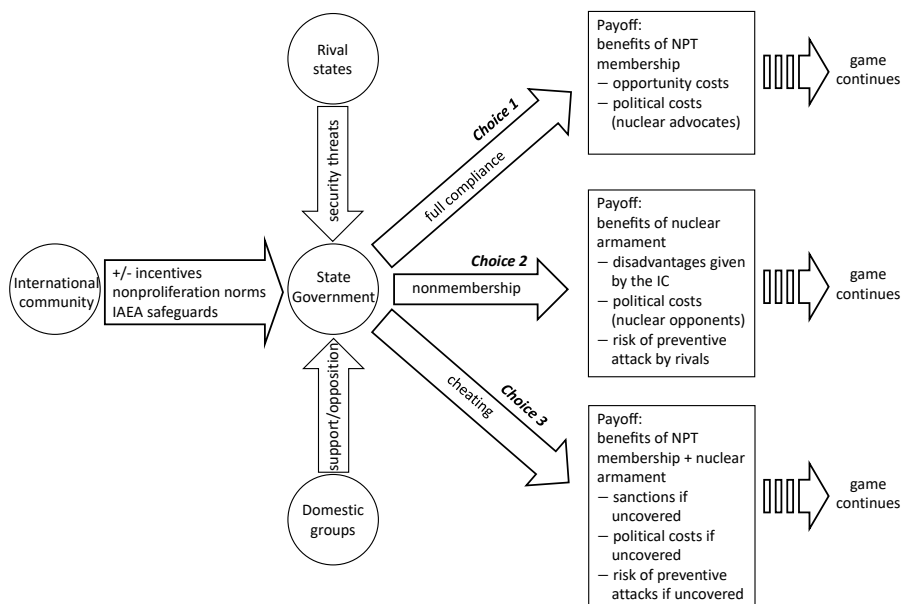 Rival
states
security threats
International
community
+/- incentives
nonproliferation norms
IAEA safeguards
State
Government
support/opposition
Domestic
groups
Choice 1
full compliance
Choice 2
nonmembership
Choice 3
cheating
Payoff:
benefits of NPT
membership
– opportunity costs
– political costs
(nuclear advocates)
game
continues
Payoff:
benefits of nuclear
armament
– disadvantages given
by the IC
– political costs
(nuclear opponents)
– risk of preventive
attack by rivals
game
continues
Payoff:
benefits of NPT
membership + nuclear
armament
– sanctions if
uncovered
– political costs if
uncovered
– risk of preventive
attacks if uncovered
game
continues